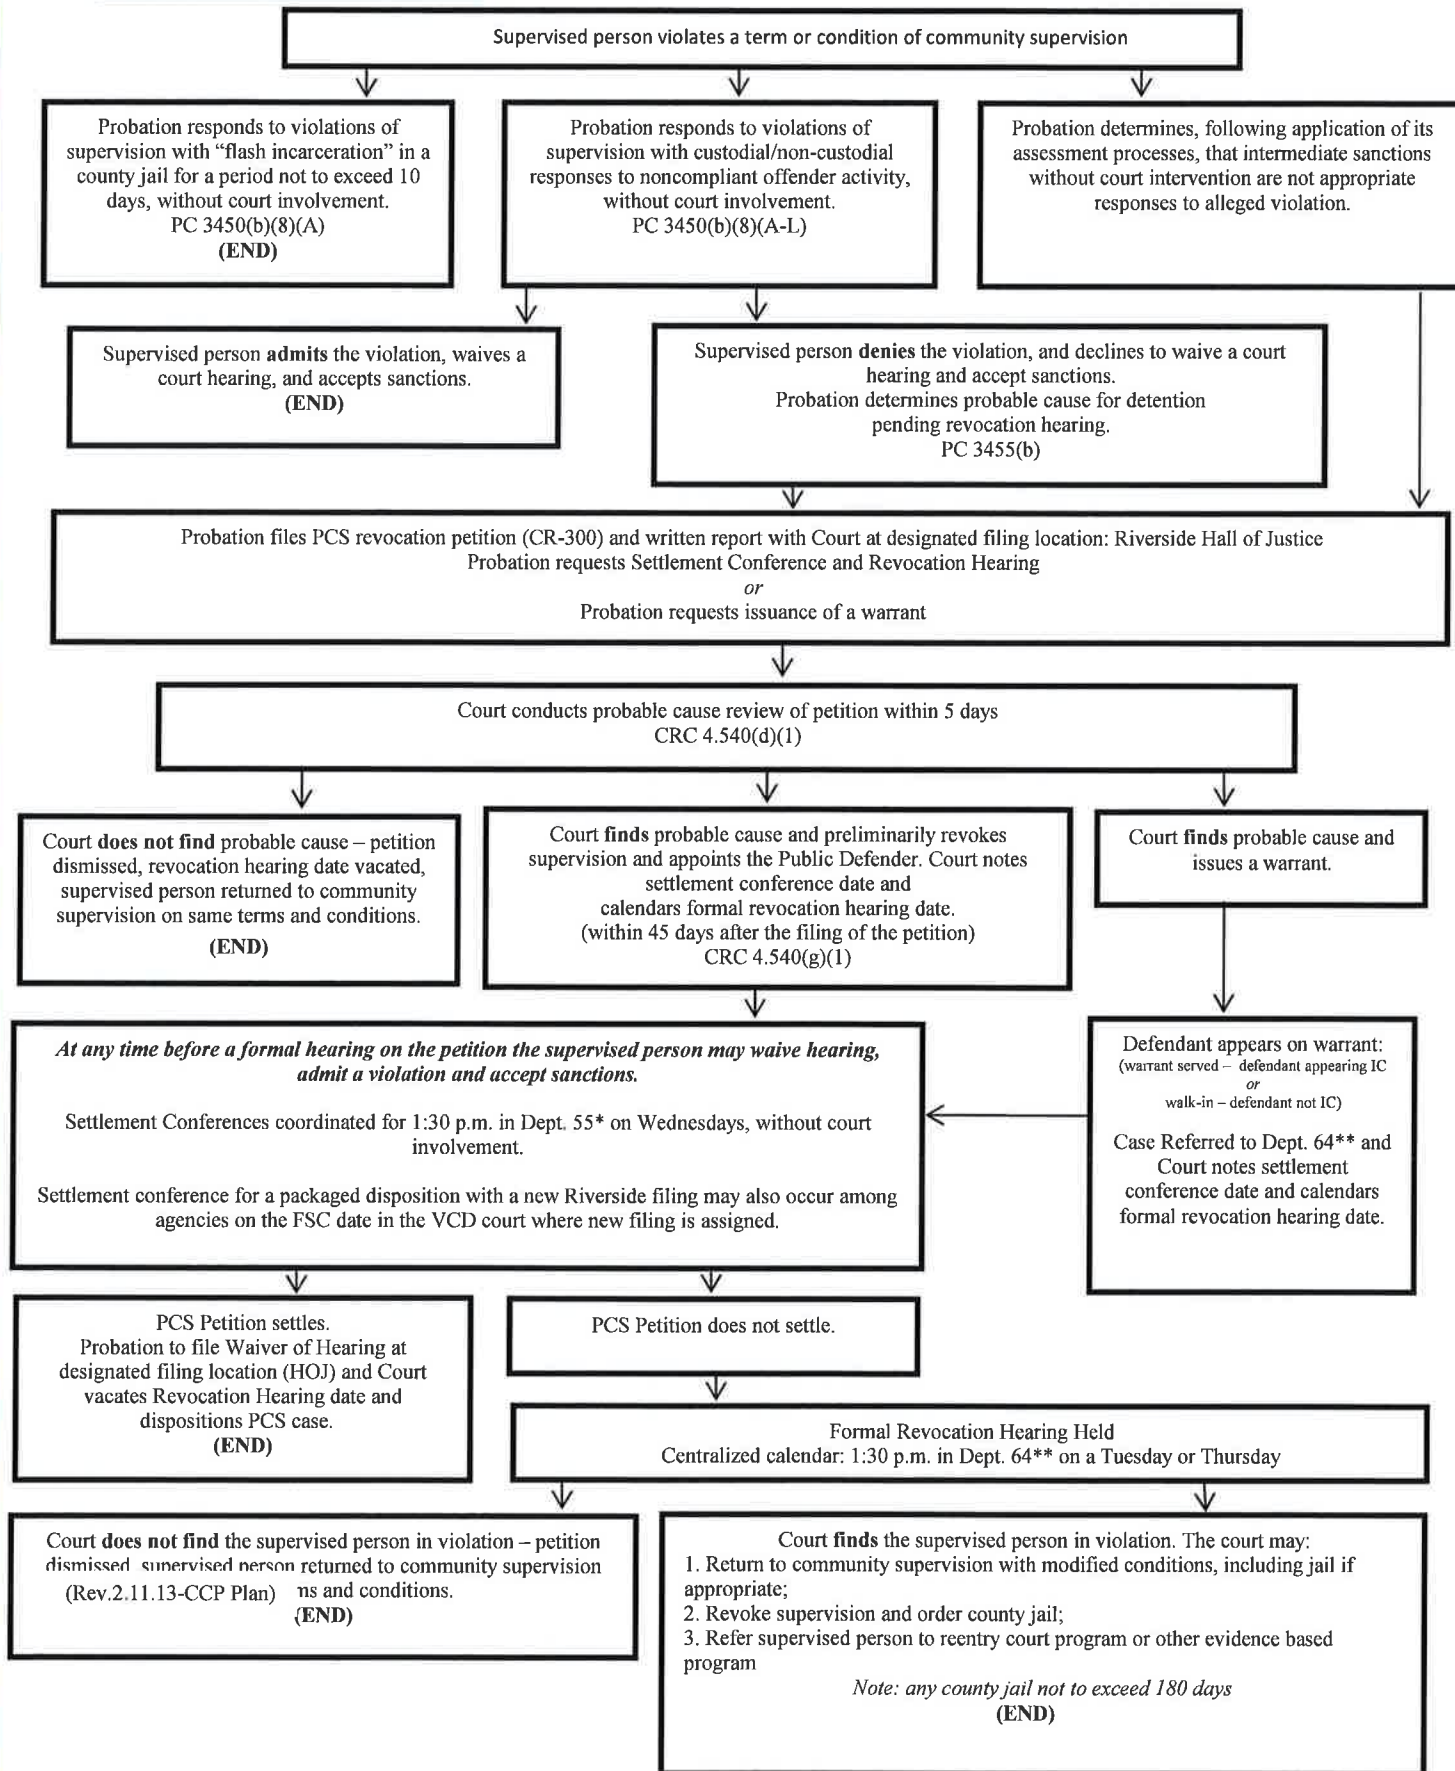 Supervised person violates a term or condition of community supervision
Probation responds to violations of
supervision with “flash incarceration” in a
county jail for a period not to exceed 10
days, without court involvement.
PC 3450(b)(8)(A)
(END)
Probation responds to violations of
supervision with custodial/non-custodial
responses to noncompliant offender activity,
without court involvement.
PC 3450(b)(8)(A-L)
Probation determines, following application of its
assessment processes, that intermediate sanctions
without court intervention are not appropriate
responses to alleged violation.
Supervised person admits the violation, waives a
court hearing, and accepts sanctions.
(END)
Supervised person denies the violation, and declines to waive a court
hearing and accept sanctions.
Probation determines probable cause for detention
pending revocation hearing.
PC 3455(b)
Probation files PCS revocation petition (CR-300) and written report with Court at designated filing location: Riverside Hall of Justice
Probation requests Settlement Conference and Revocation Hearing
or
Probation requests issuance of a warrant
Court conducts probable cause review of petition within 5 days
CRC 4.540(d)(1)
Court does not find probable cause – petition
dismissed, revocation hearing date vacated,
supervised person returned to community
supervision on same terms and conditions.
(END)
Court finds probable cause and preliminarily revokes
supervision and appoints the Public Defender. Court notes
settlement conference date and
calendars formal revocation hearing date.
(within 45 days after the filing of the petition)
CRC 4.540(g)(1)
Court finds probable cause and
issues a warrant.
At any time before a formal hearing on the petition the supervised person may waive hearing,
admit a violation and accept sanctions.
Settlement Conferences coordinated for 1:30 p.m. in Dept. 55* on Wednesdays, without court
involvement.
Settlement conference for a packaged disposition with a new Riverside filing may also occur among
agencies on the FSC date in the VCD court where new filing is assigned.
Defendant appears on warrant:
(warrant served – defendant appearing IC
or
walk-in – defendant not IC)
Case Referred to Dept. 64** and
Court notes settlement
conference date and calendars
formal revocation hearing date.
PCS Petition settles.
Probation to file Waiver of Hearing at
designated filing location (HOJ) and Court
vacates Revocation Hearing date and
dispositions PCS case.
(END)
PCS Petition does not settle.
Formal Revocation Hearing Held
Centralized calendar: 1:30 p.m. in Dept. 64** on a Tuesday or Thursday
Court does not find the supervised person in violation – petition
dismissed, supervised person returned to community supervision
(Rev.2.11.13-CCP Plan) ns and conditions.
(END)
Court finds the supervised person in violation. The court may:
1. Return to community supervision with modified conditions, including jail if
appropriate;
2. Revoke supervision and order county jail;
3. Refer supervised person to reentry court program or other evidence based
program
Note: any county jail not to exceed 180 days
(END)